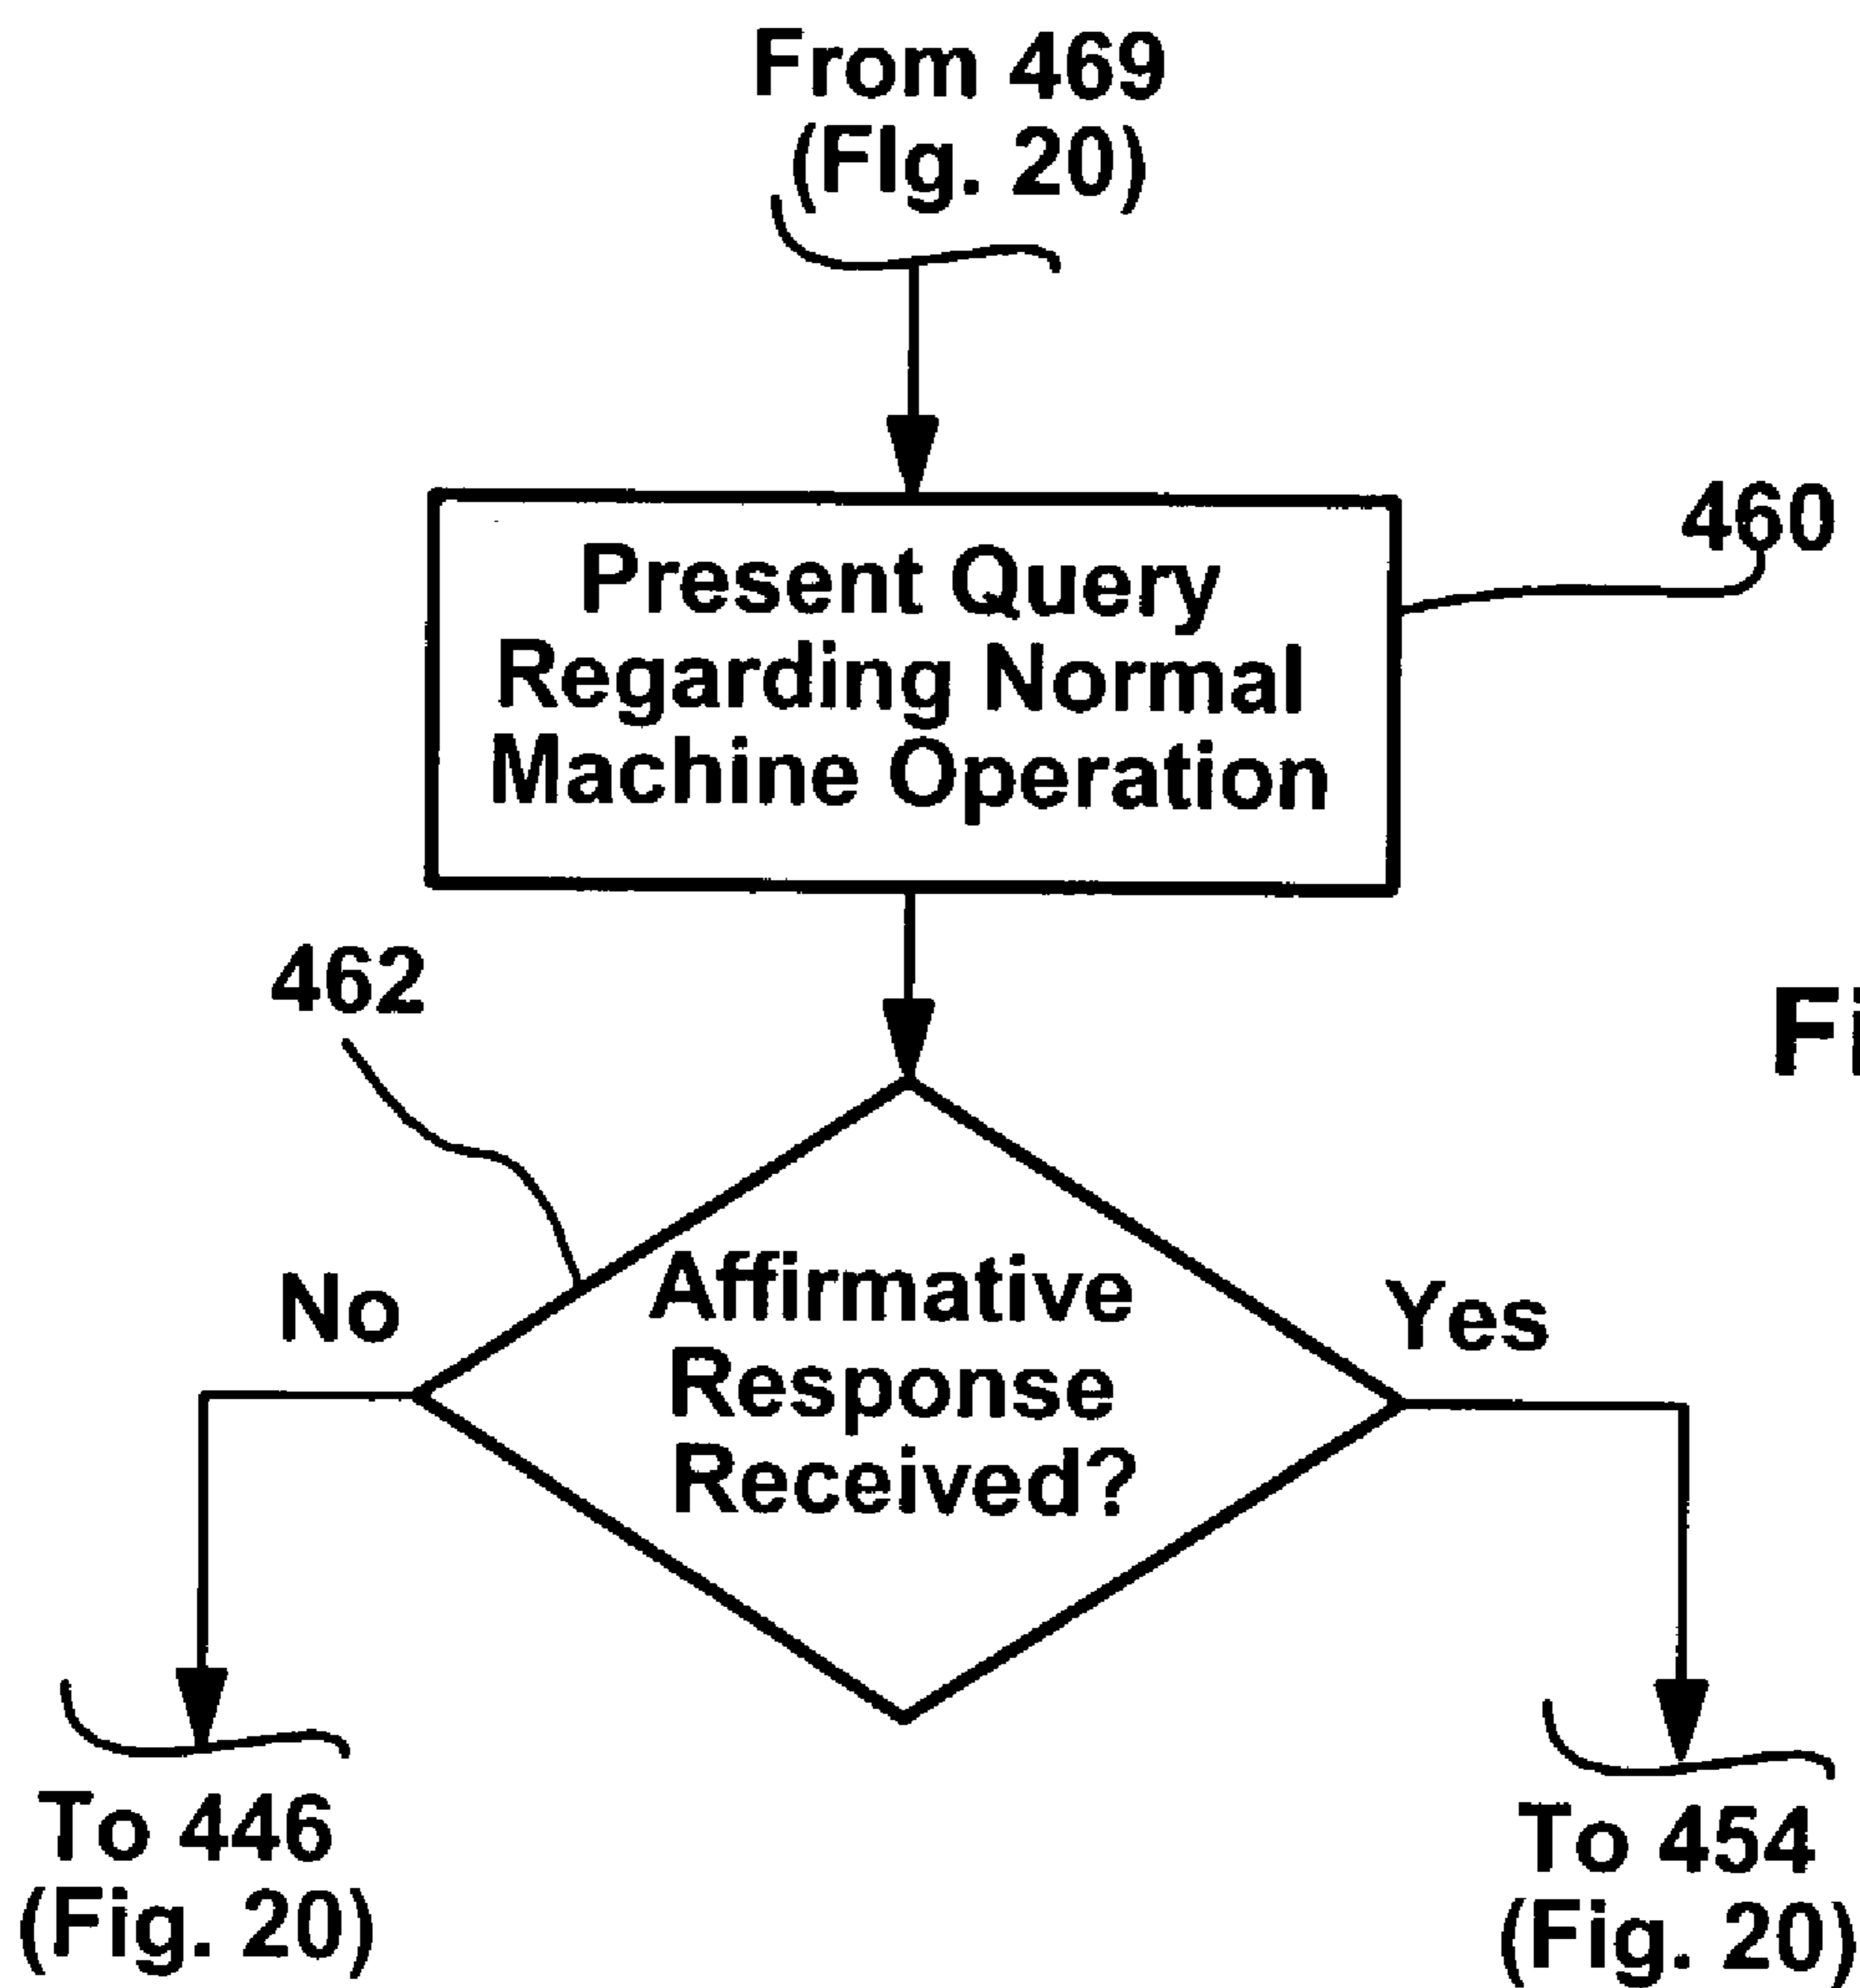 From 469
(FIg. 20)
Present Query
Regarding Normal
Machine Operation
460
462
Fi
No
Affirmative
Response
Received?
Yes
To 446
(Fig. 20)
To 454
(Fig. 20)